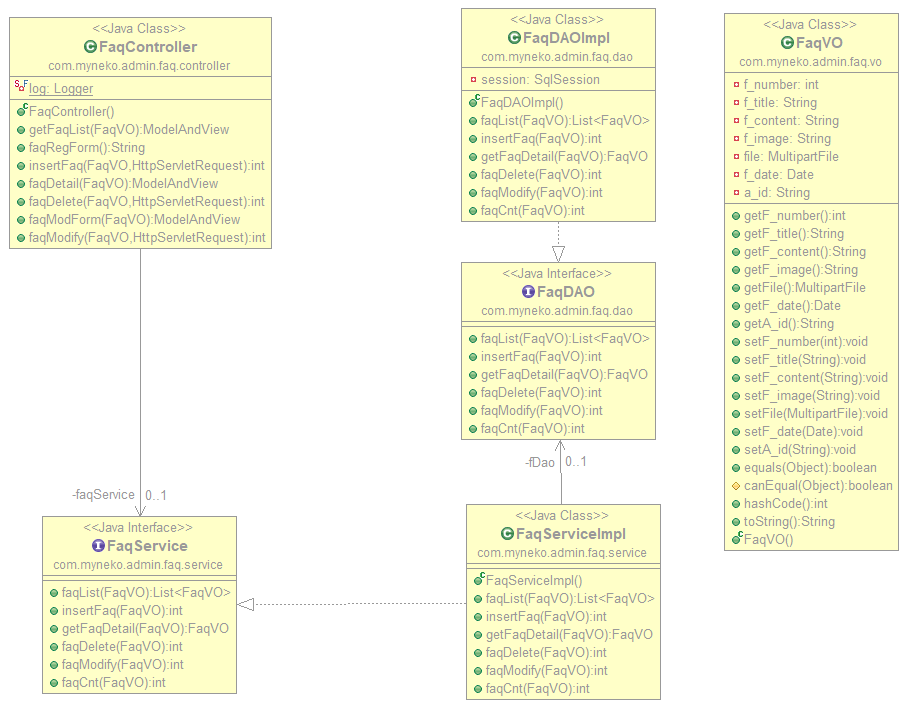 <<Java Class>>
FaqController
com.myneko.admin.faq.controller
log: Logger
FaqController()
getFaqList(FaqVO):ModelAndView
faqRegForm():String
insertFaq(FaqVO,HttpServletRequest):int
faqDetail(FaqVO):ModelAndView
faqDelete(FaqVO,HttpServletRequest):int
faqModForm(FaqVO):ModelAndView
faqModify(FaqVO,HttpServletRequest):int
<<Java Class>>
FaqDAOImpl
com.myneko.admin.faq.dao
session: SqlSession
FaqDAOImpl()
faqList(FaqVO):List<FaqVO>
insertFaq(FaqVO):int
getFaqDetail(FaqVO):FaqVO
faqDelete(FaqVO):int
faqModify(FaqVO):int
faqCnt(FaqVO):int
<<Java Class>>
FaqVO
com.myneko.admin.faq.vo
f_number: int
f_title: String
f_content: String
f_image: String
file: MultipartFile
f_date: Date
a_id: String
getF_number():int
getF_title():String
getF_content():String
getF_image():String
getFile():MultipartFile
getF_date():Date
getA_id():String
setF_number(int):void
setF_title(String):void
setF_content(String):void
setF_image(String):void
setFile(MultipartFile):void
setF_date(Date):void
setA_id(String):void
equals(Object):boolean
canEqual(Object):boolean
hashCode():int
toString():String
FaqVO()
<<Java Interface>>
FaqDAO
com.myneko.admin.faq.dao
faqList(FaqVO):List<FaqVO>
insertFaq(FaqVO):int
getFaqDetail(FaqVO):FaqVO
faqDelete(FaqVO):int
faqModify(FaqVO):int
faqCnt(FaqVO):int
-fDao 0..1
-faqService 0..1
<<Java Interface>>
FaqService
com.myneko.admin.faq.service
faqList(FaqVO):List<FaqVO>
insertFaq(FaqVO):int
getFaqDetail(FaqVO):FaqVO
faqDelete(FaqVO):int
faqModify(FaqVO):int
faqCnt(FaqVO):int
<<Java Class>>
FaqServiceImpl
com.myneko.admin.faq.service
FaqServiceImpl()
faqList(FaqVO):List<FaqVO>
insertFaq(FaqVO):int
getFaqDetail(FaqVO):FaqVO
faqDelete(FaqVO):int
faqModify(FaqVO):int
faqCnt(FaqVO):int